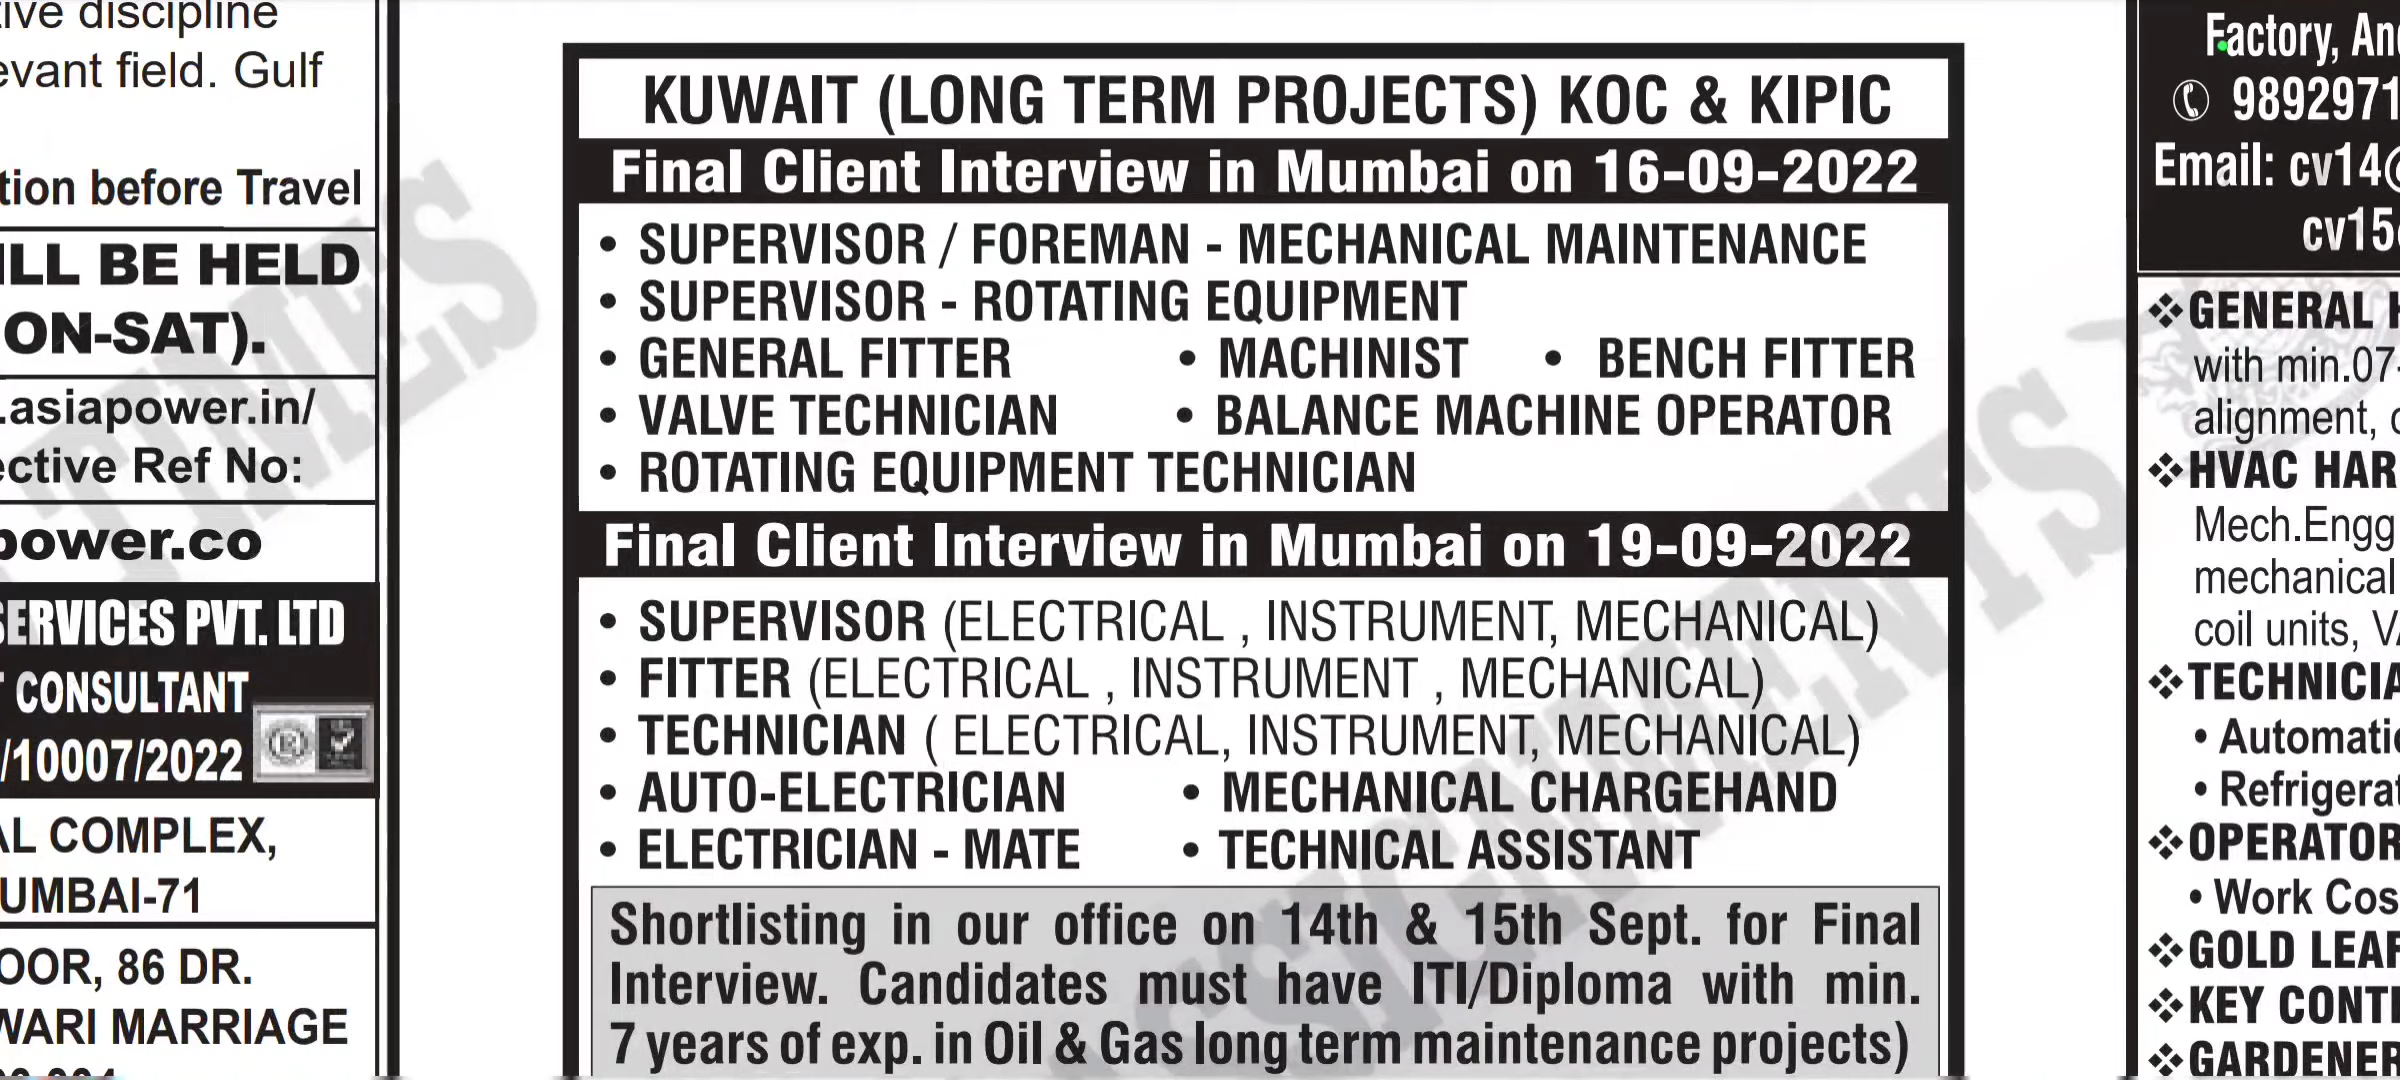 tive discipline
evant field. Gulf
tion before Travel
ILL BE HELD
ON-SAT).
.asiapower.in/
ective Ref No:
power.co
SERVICES PVT. LTD
T CONSULTANT
/10007/2022
AL COMPLEX,
UMBAI-71
OOR, 86 DR.
WARI MARRIAGE
KUWAIT (LONG TERM PROJECTS) KOC & KIPIC
Final Client Interview in Mumbai on 16-09-2022
• SUPERVISOR / FOREMAN - MECHANICAL MAINTENANCE
• SUPERVISOR - ROTATING EQUIPMENT
• GENERAL FITTER • MACHINIST • BENCH FITTER
• VALVE TECHNICIAN • BALANCE MACHINE OPERATOR
• ROTATING EQUIPMENT TECHNICIAN
Final Client Interview in Mumbai on 19-09-2022
• SUPERVISOR (ELECTRICAL , INSTRUMENT, MECHANICAL)
• FITTER (ELECTRICAL , INSTRUMENT , MECHANICAL)
• TECHNICIAN ( ELECTRICAL, INSTRUMENT, MECHANICAL)
• AUTO-ELECTRICIAN • MECHANICAL CHARGEHAND
• ELECTRICIAN - MATE • TECHNICAL ASSISTANT
Shortlisting in our office on 14th & 15th Sept. for Final
Interview. Candidates must have ITI/Diploma with min.
7 years of exp. in Oil & Gas long term maintenance projects)
Factory, And
9892971
Email: cv14@
cv15@
❖GENERAL H
with min.07-
alignment, c
❖HVAC HAR
Mech.Engg
mechanical
coil units, VA
❖TECHNICIA
• Automatic
• Refrigerat
❖OPERATOR
• Work Cos
❖GOLD LEAF
❖KEY CONT
❖GARDENER
TIMES
ASSIGNMENTS